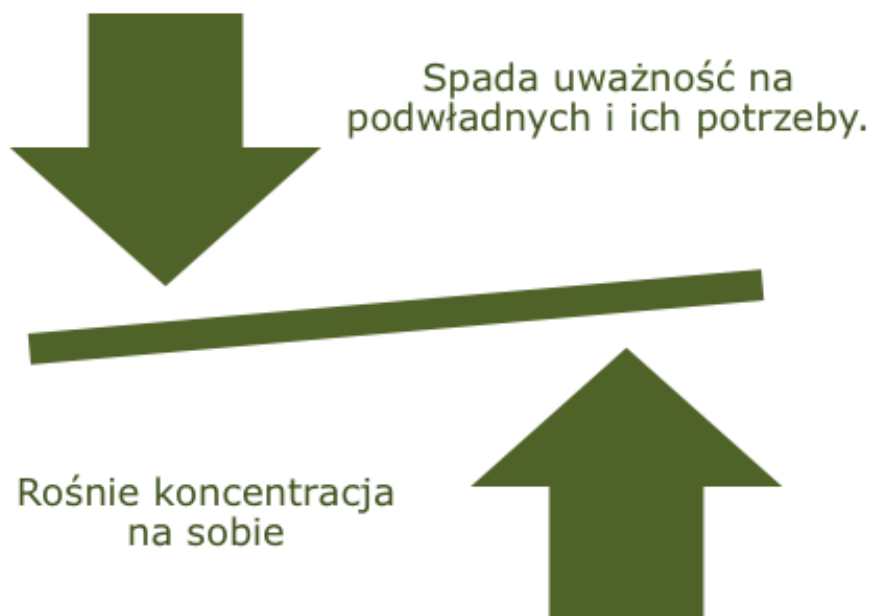 Spada uważność na
podwładnych i ich potrzeby.
Rośnie koncentracja
na sobie